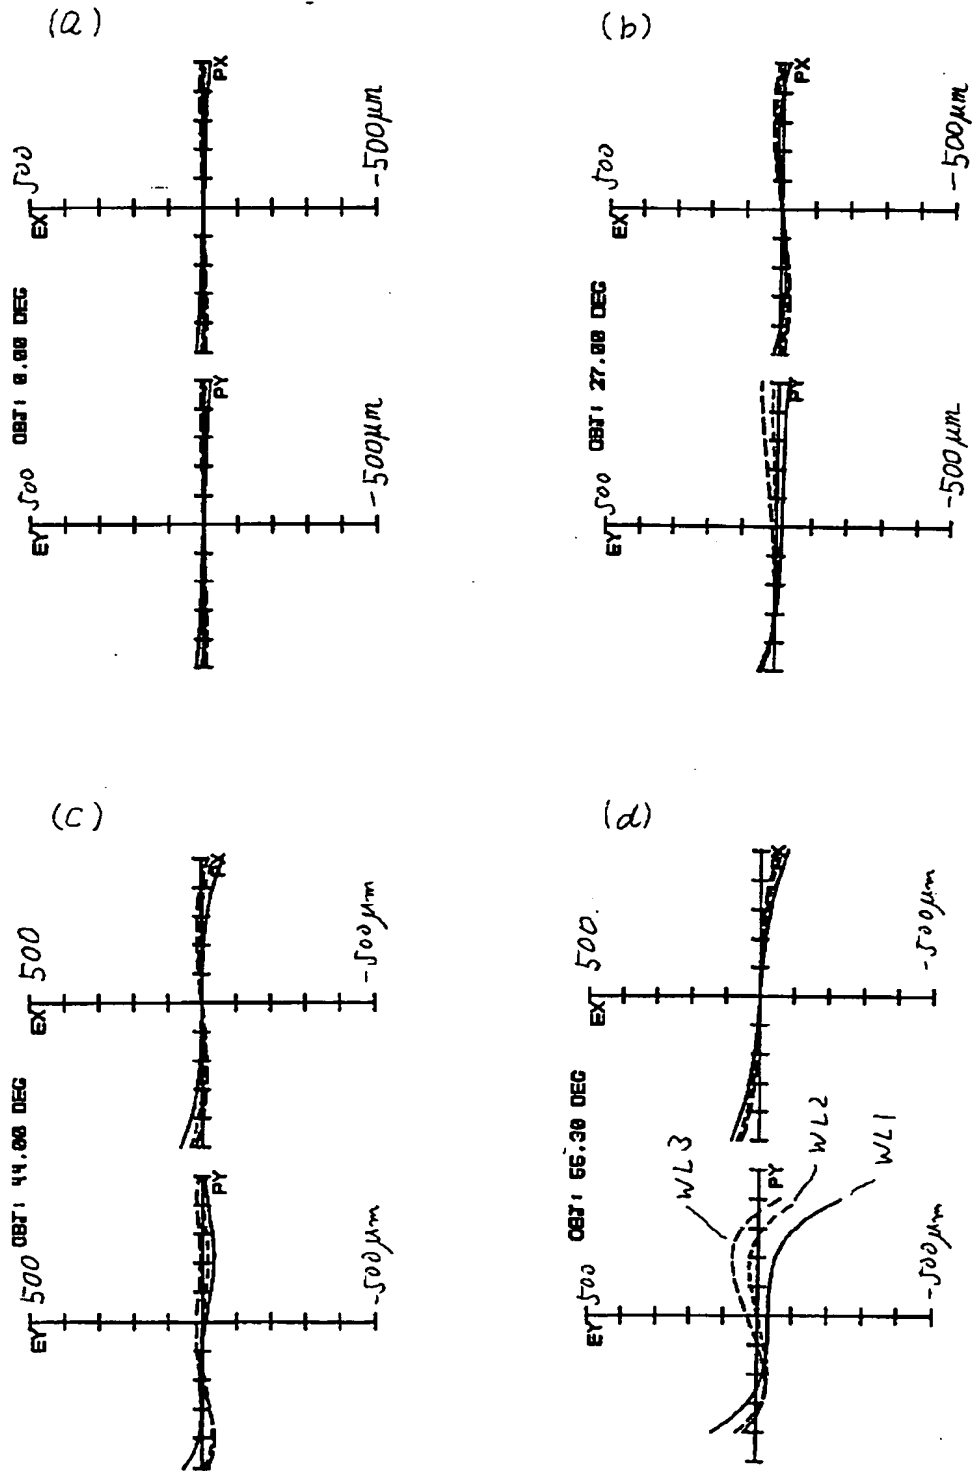 (a)
OBJ: 0.00 DEG
EY 500
PY
-500μm
EX 500
PX
-500μm
(b)
OBJ: 27.00 DEG
EY 500
PY
-500μm
EX 500
PX
-500μm
(c)
OBJ: 44.00 DEG
EY 500
PY
-500μm
EX 500
PX
-500μm
(d)
OBJ: 66.30 DEG
EY 500
PY
-500μm
WL3
WL2
WL1
EX 500.
PX
-500μm